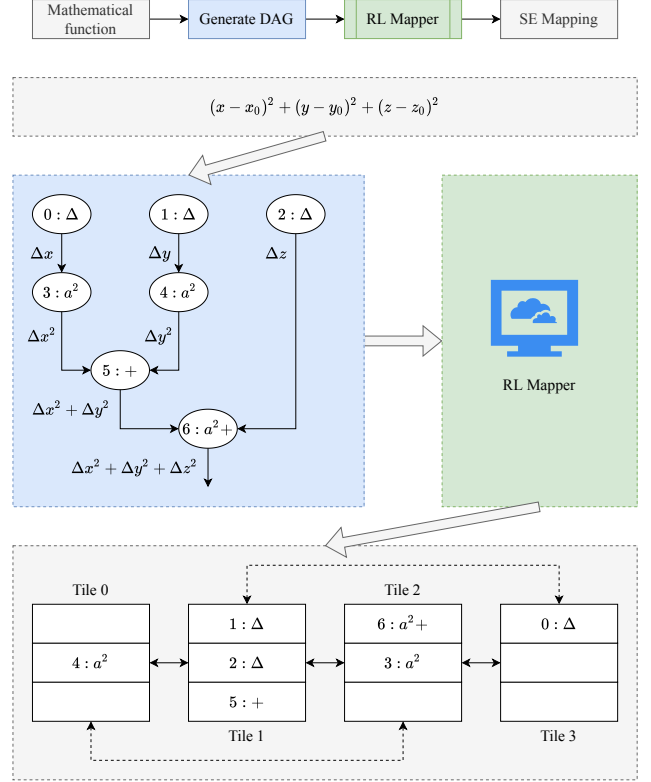 Mathematical
function
Generate DAG
RL Mapper
SE Mapping
(x − x₀)² + (y − y₀)² + (z − z₀)²
0 : Δ
1 : Δ
2 : Δ
Δx
Δy
Δz
3 : a²
4 : a²
Δx²
Δy²
5 : +
Δx² + Δy²
6 : a²+
Δx² + Δy² + Δz²
RL Mapper
Tile 0
Tile 2
1 : Δ
6 : a²+
0 : Δ
4 : a²
2 : Δ
3 : a²
5 : +
Tile 1
Tile 3